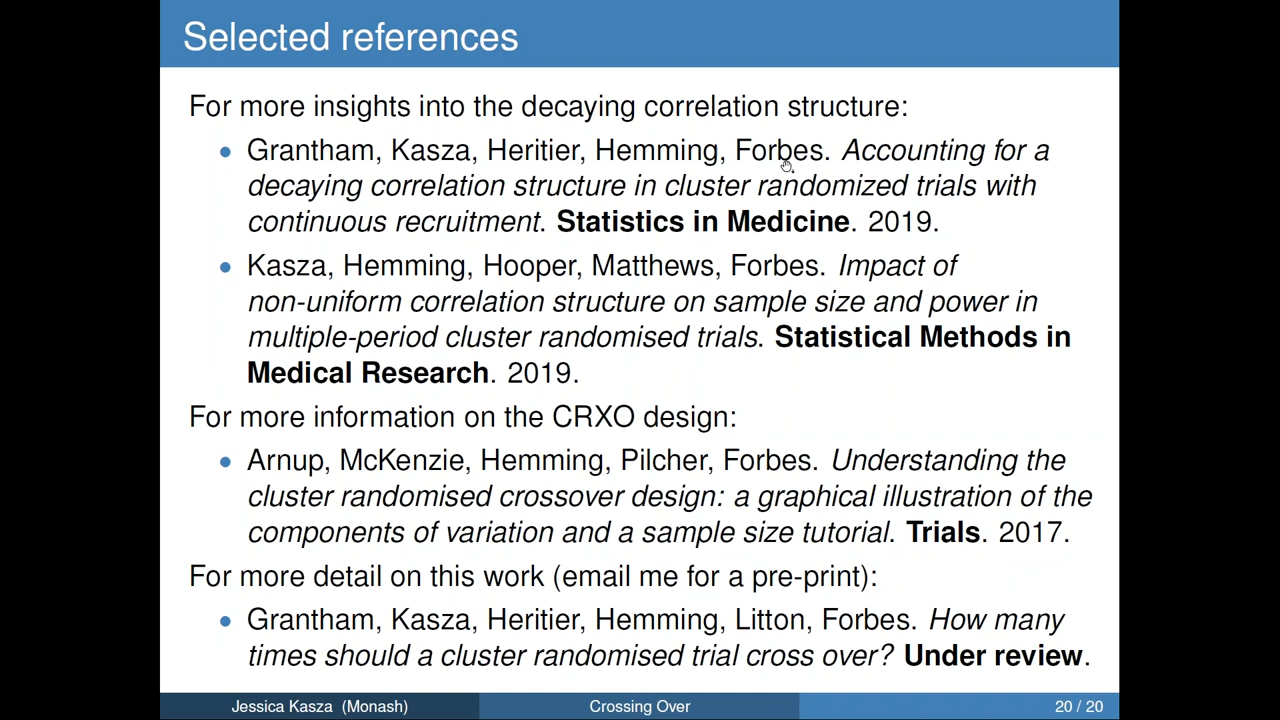 Selected references
For more insights into the decaying correlation structure:
• Grantham, Kasza, Heritier, Hemming, Forbes. Accounting for a
decaying correlation structure in cluster randomized trials with
continuous recruitment. Statistics in Medicine. 2019.
• Kasza, Hemming, Hooper, Matthews, Forbes. Impact of
non-uniform correlation structure on sample size and power in
multiple-period cluster randomised trials. Statistical Methods in
Medical Research. 2019.
For more information on the CRXO design:
• Arnup, McKenzie, Hemming, Pilcher, Forbes. Understanding the
cluster randomised crossover design: a graphical illustration of the
components of variation and a sample size tutorial. Trials. 2017.
For more detail on this work (email me for a pre-print):
• Grantham, Kasza, Heritier, Hemming, Litton, Forbes. How many
times should a cluster randomised trial cross over? Under review.
Jessica Kasza (Monash) Crossing Over 20 / 20